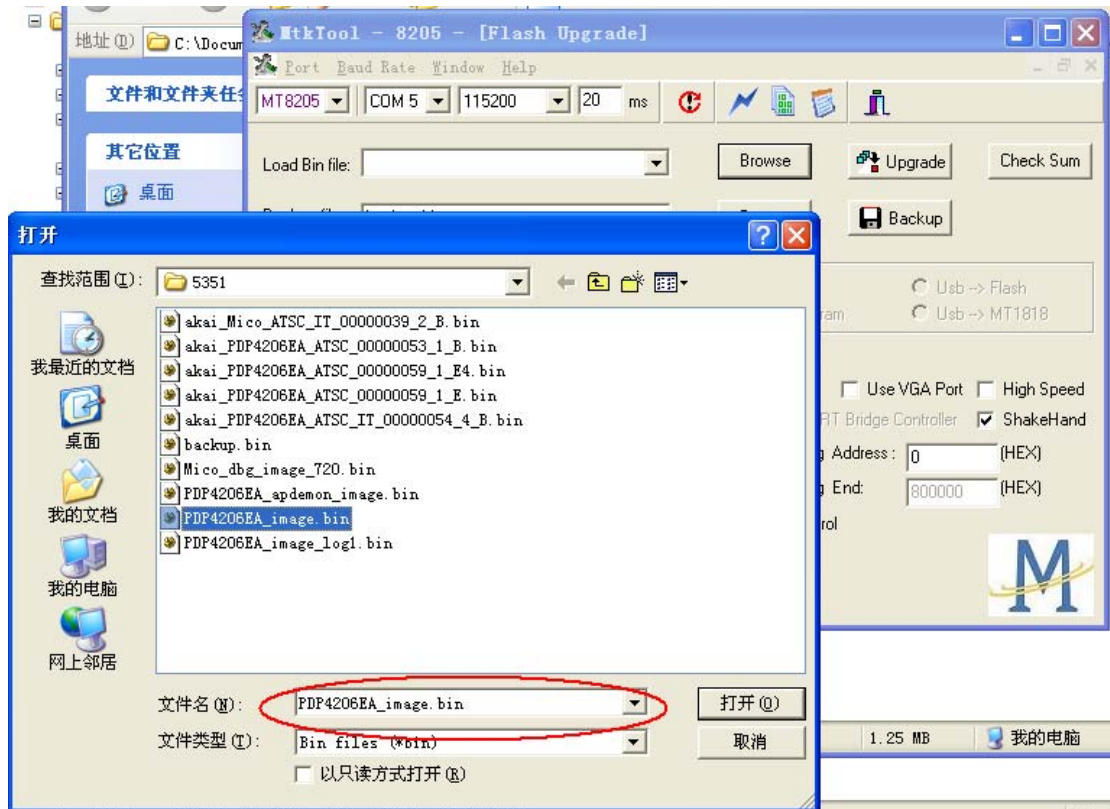 地址(D)
C:\Docum
文件和文件夹任务
其它位置
桌面
MtkTool - 8205 - [Flash Upgrade]
Port Baud Rate Window Help
MT8205 COM 5 115200 20 ms
Load Bin file: Browse Upgrade Check Sum
Backup
打开
查找范围(I): 5351
我最近的文档
桌面
我的文档
我的电脑
网上邻居
akai_Mico_ATSC_IT_00000039_2_B.bin
akai_PDP4206EA_ATSC_00000053_1_B.bin
akai_PDP4206EA_ATSC_00000059_1_E4.bin
akai_PDP4206EA_ATSC_00000059_1_E.bin
akai_PDP4206EA_ATSC_IT_00000054_4_B.bin
backup.bin
Mico_dbg_image_720.bin
PDP4206EA_apdemon_image.bin
PDP4206EA_image.bin
PDP4206EA_image_log1.bin
文件名(N): PDP4206EA_image.bin 打开(O)
文件类型(T): Bin files (*bin) 取消
以只读方式打开(R)
Usb --> Flash
ram Usb --> MT1818
Use VGA Port High Speed
RT Bridge Controller ShakeHand
g Address : 0 (HEX)
g End: 800000 (HEX)
rol
M
1.25 MB 我的电脑